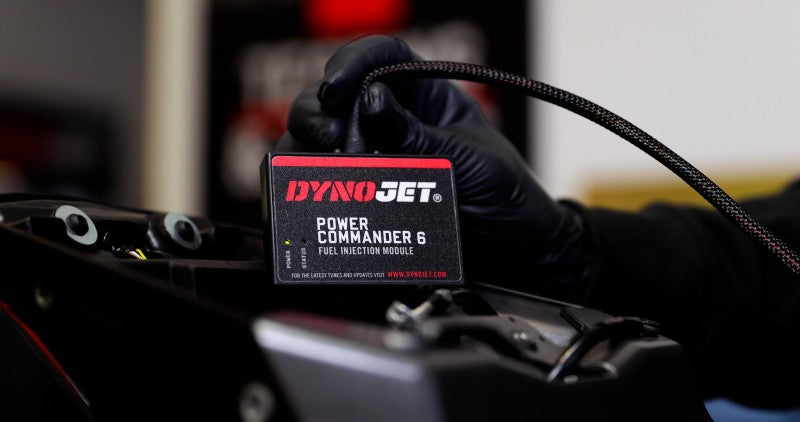 DYNOJET®
POWER
COMMANDER 6
FUEL INJECTION MODULE
POWER
STATUS
FOR THE LATEST TUNES AND UPDATES VISIT WWW.DYNOJET.COM